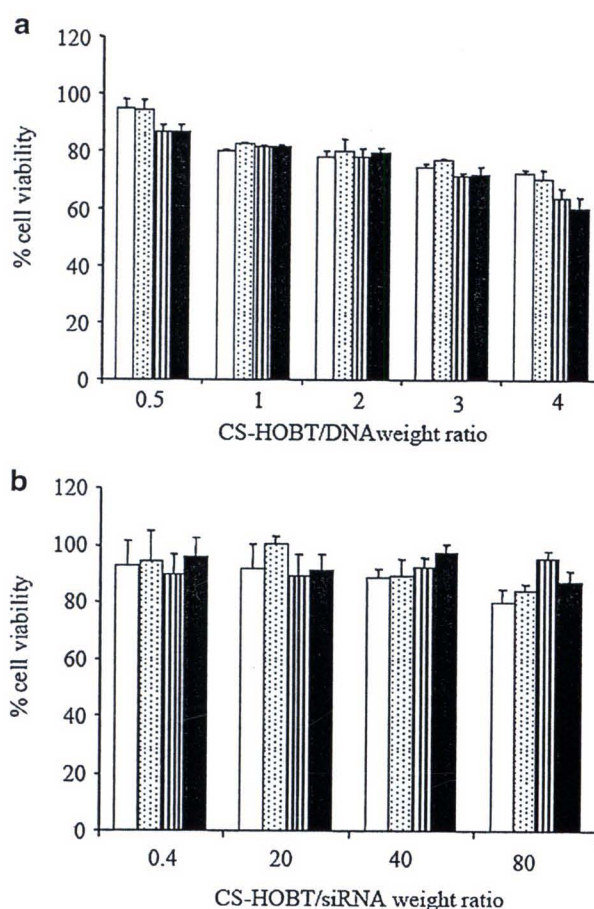 a
120
100
80
60
40
20
0
% cell viability
0.5 1 2 3 4
CS-HOBT/DNAweight ratio
b
120
100
80
60
40
20
0
% cell viability
0.4 20 40 80
CS-HOBT/siRNA weight ratio